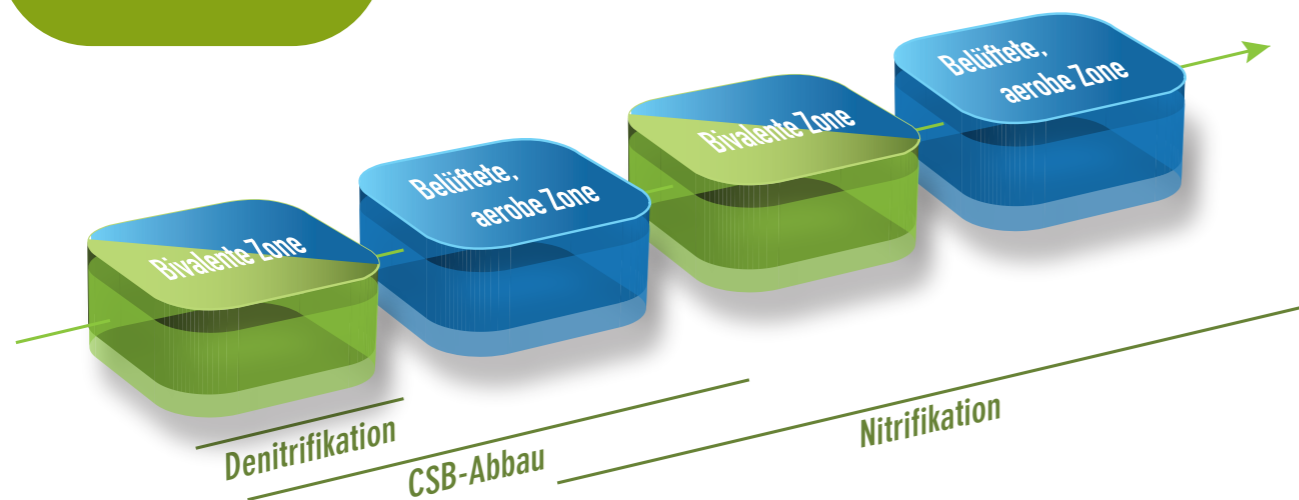 Bivalente Zone
Belüftete,
aerobe Zone
Bivalente Zone
Belüftete,
aerobe Zone
Denitrifikation
CSB-Abbau
Nitrifikation